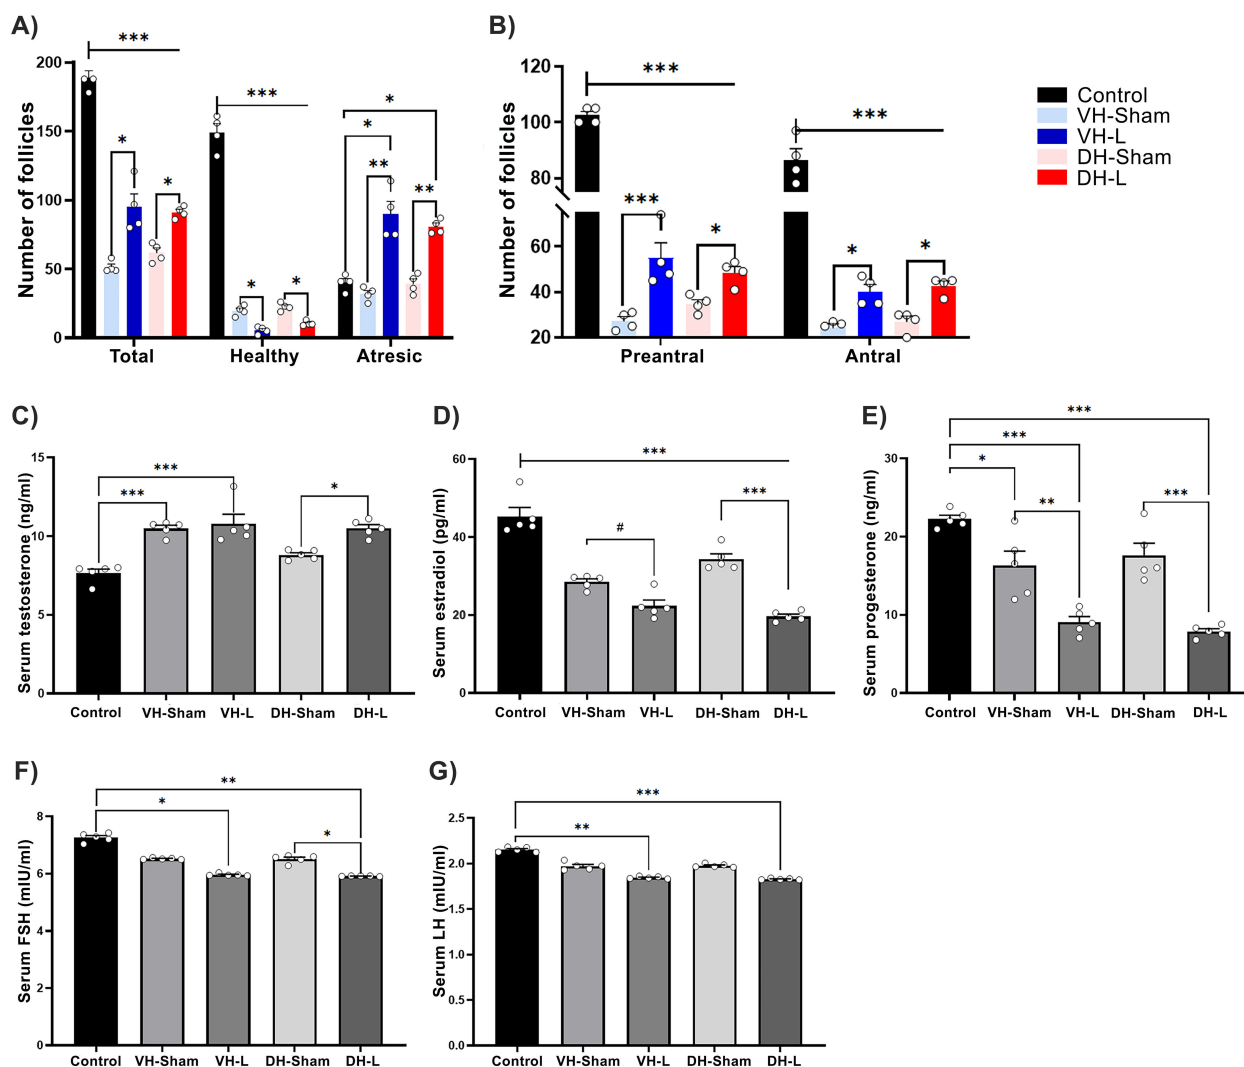 A)
Number of follicles
200
150
100
50
0
***
*
*
***
*
*
*
*
**
**
Total
Healthy
Atresic
B)
Number of follicles
120
100
80
60
40
20
***
***
*
***
*
*
Preantral
Antral
Control
VH-Sham
VH-L
DH-Sham
DH-L
C)
Serum testosterone (ng/ml)
15
10
5
0
***
***
*
Control
VH-Sham
VH-L
DH-Sham
DH-L
D)
Serum estradiol (pg/ml)
60
40
20
0
***
#
***
Control
VH-Sham
VH-L
DH-Sham
DH-L
E)
Serum progesterone (ng/ml)
30
20
10
0
***
***
*
**
***
Control
VH-Sham
VH-L
DH-Sham
DH-L
F)
Serum FSH (mIU/ml)
8
6
4
2
0
**
*
*
Control
VH-Sham
VH-L
DH-Sham
DH-L
G)
Serum LH (mIU/ml)
2.5
2.0
1.5
1.0
0.5
0.0
***
**
Control
VH-Sham
VH-L
DH-Sham
DH-L